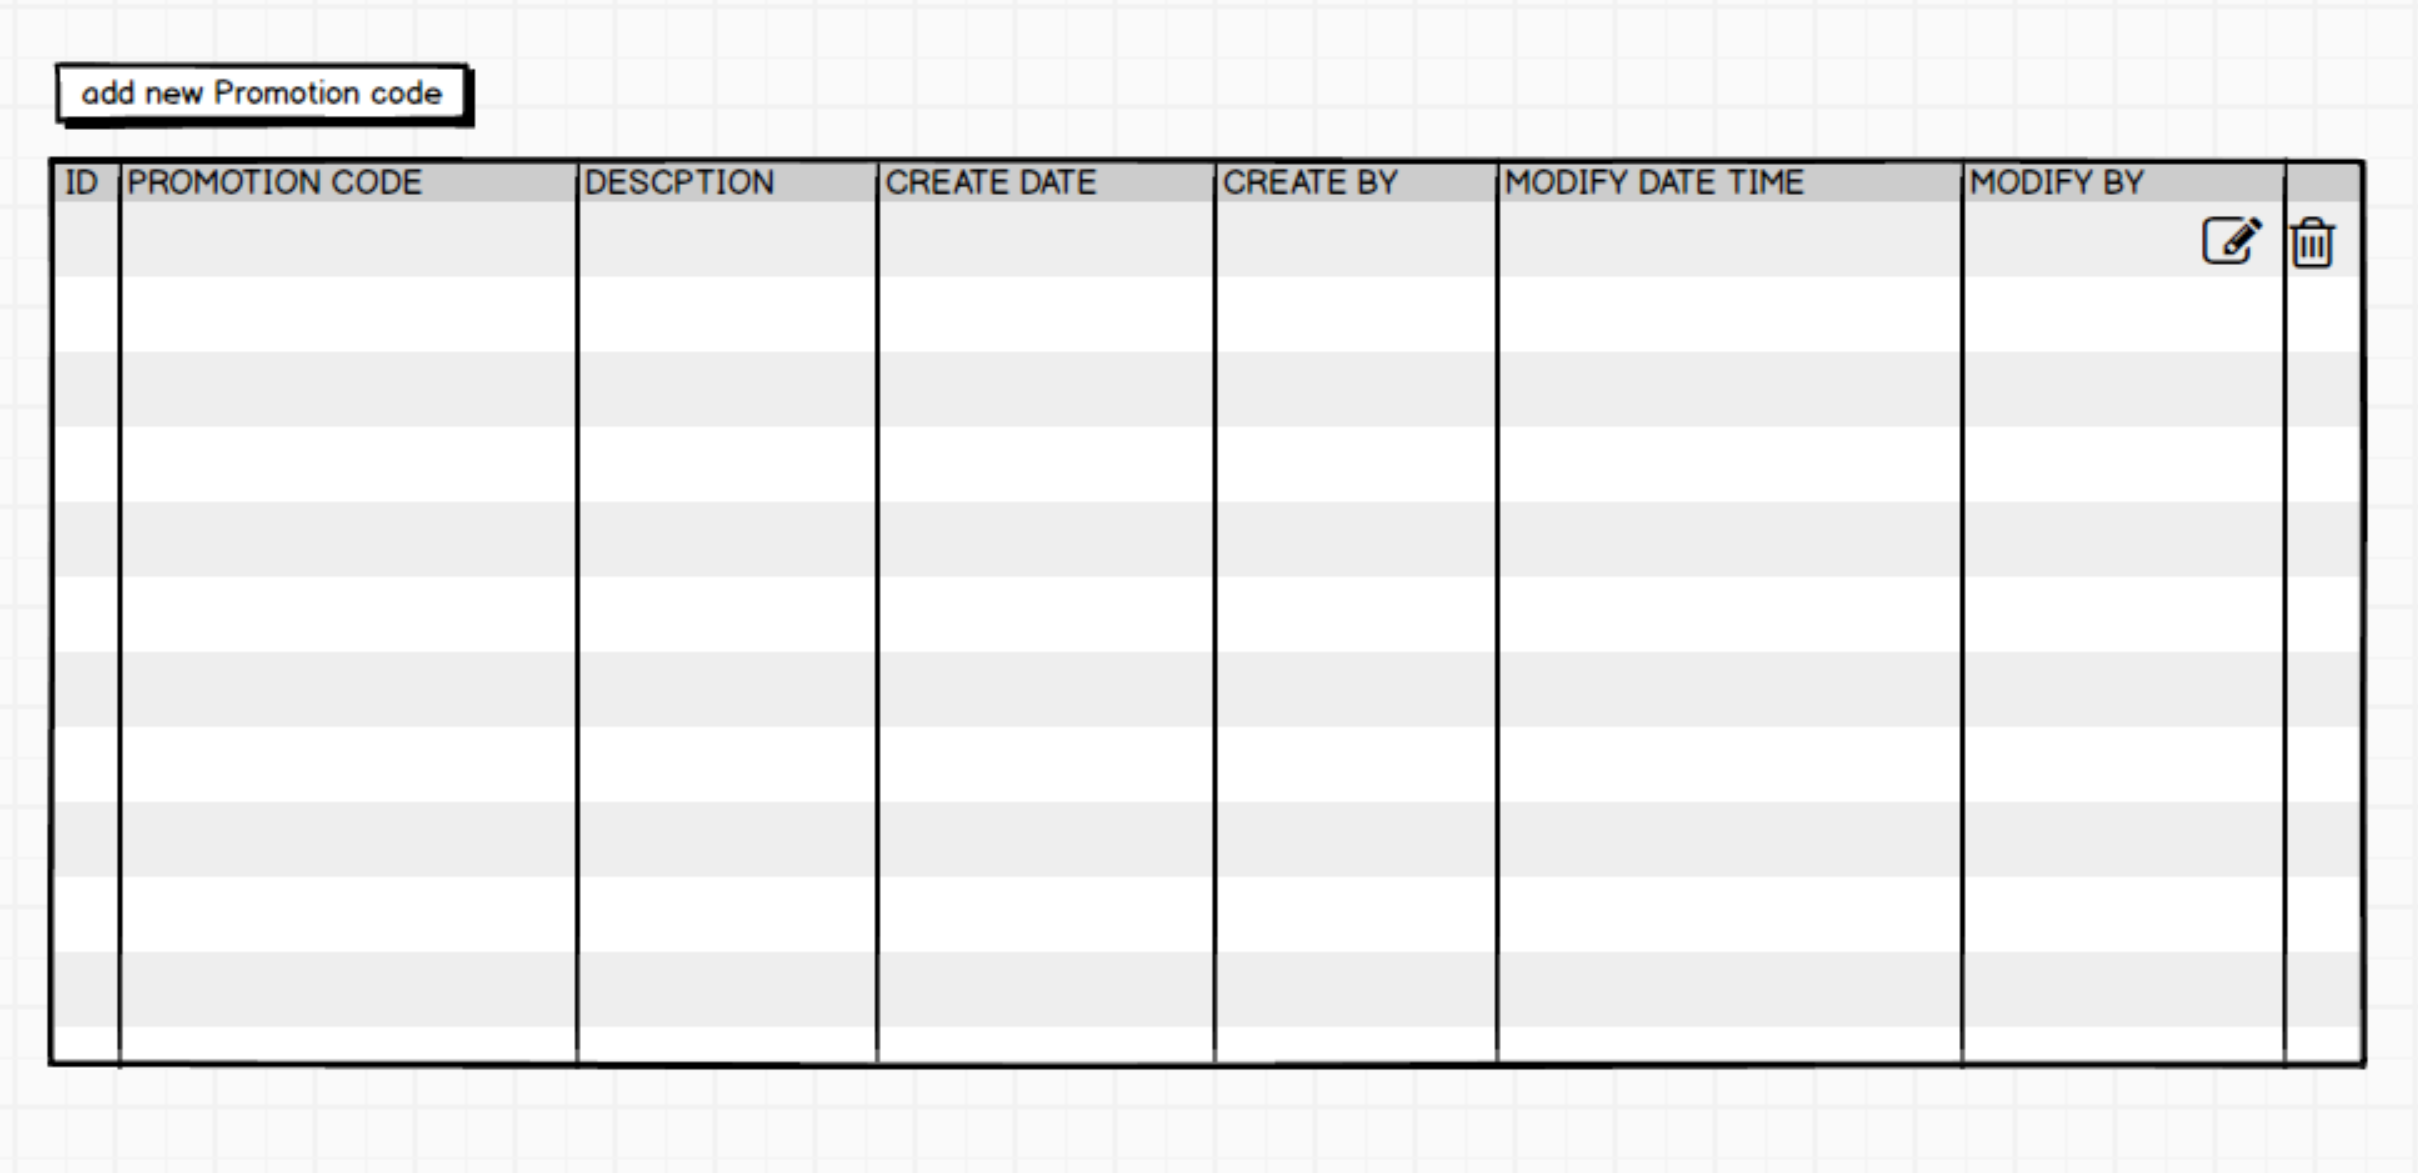 add new Promotion code
ID PROMOTION CODE DESCPTION CREATE DATE CREATE BY MODIFY DATE TIME MODIFY BY